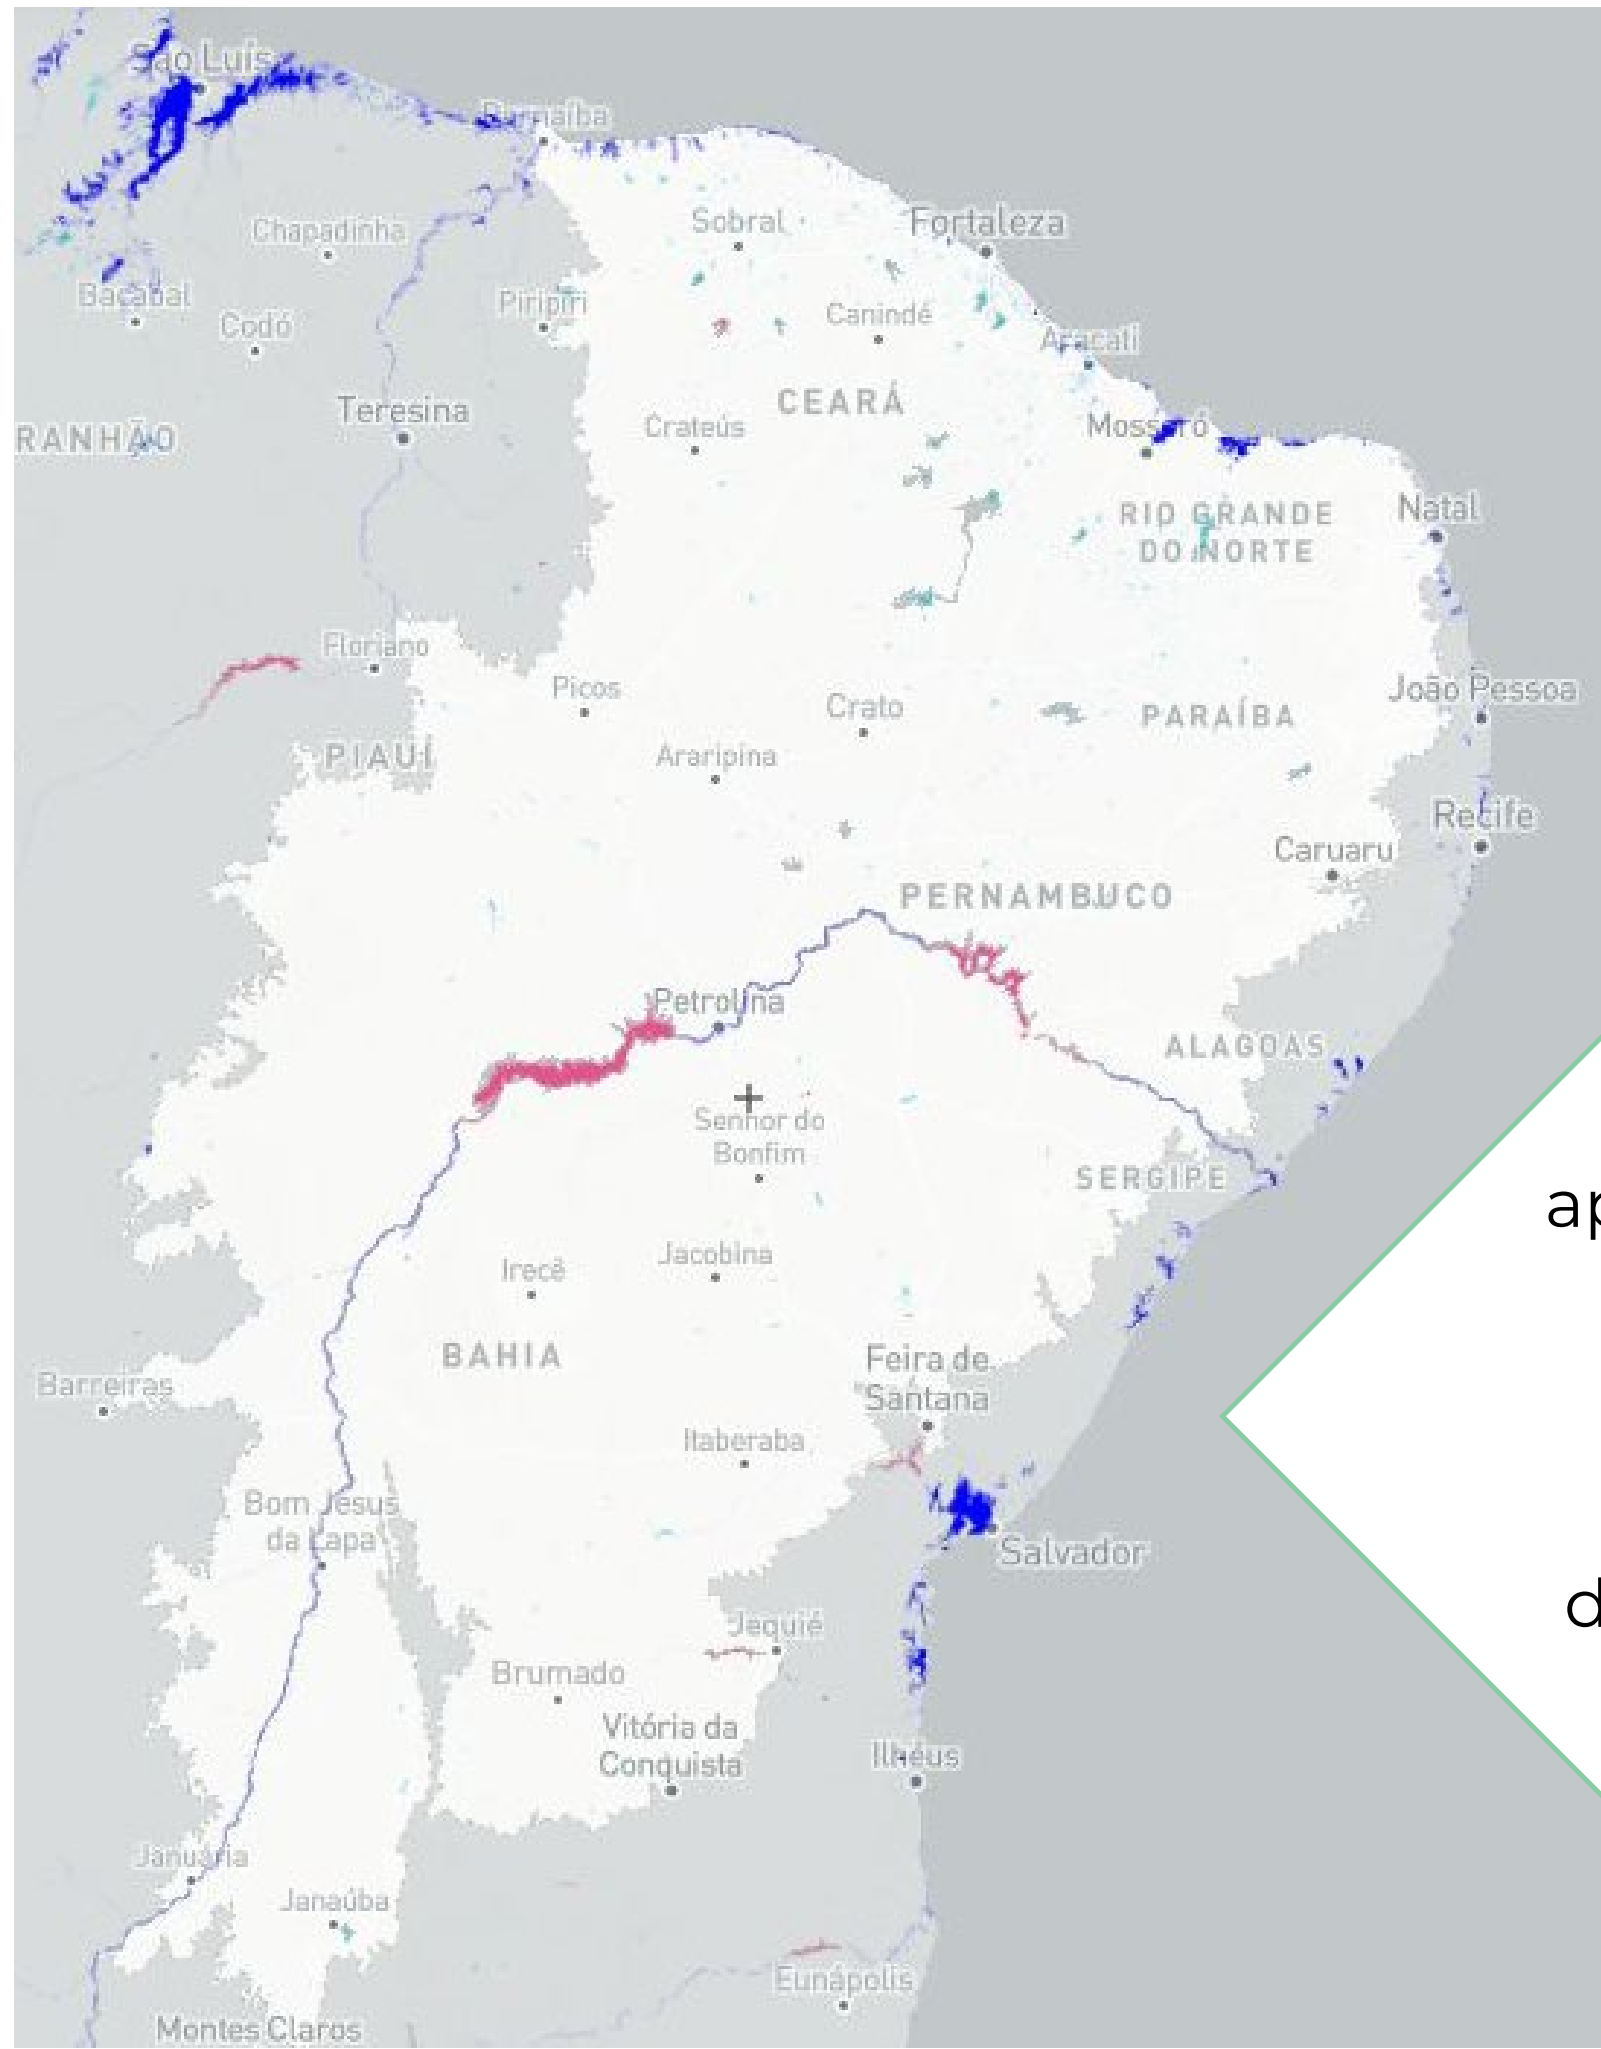 São Luís
Parnaíba
Chapadinha
Sobral
Fortaleza
Bacabal
Piripiri
Canindé
Codó
Aracati
CEARÁ
Teresina
Crateús
Mossoró
RANHÃO
RIO GRANDE
DO NORTE
Natal
Floriano
Picos
Crato
João Pessoa
PARAÍBA
PIAUÍ
Araripina
Recife
Caruaru
PERNAMBUCO
Petrolina
ALAGOAS
Senhor do
Bonfim
SERGIPE
ap
Irecê
Jacobina
BAHIA
Feira de
Santana
Barreiras
Itaberaba
Bom Jesus
da Lapa
Salvador
d
Jequié
Brumado
Vitória da
Conquista
Ilhéus
Januária
Janaúba
Eunápolis
Montes Claros